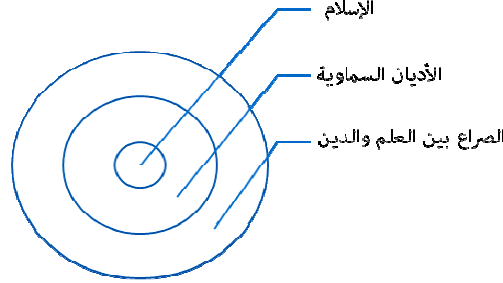 الإسلام
الأديان السماوية
الصراع بين العلم والدين